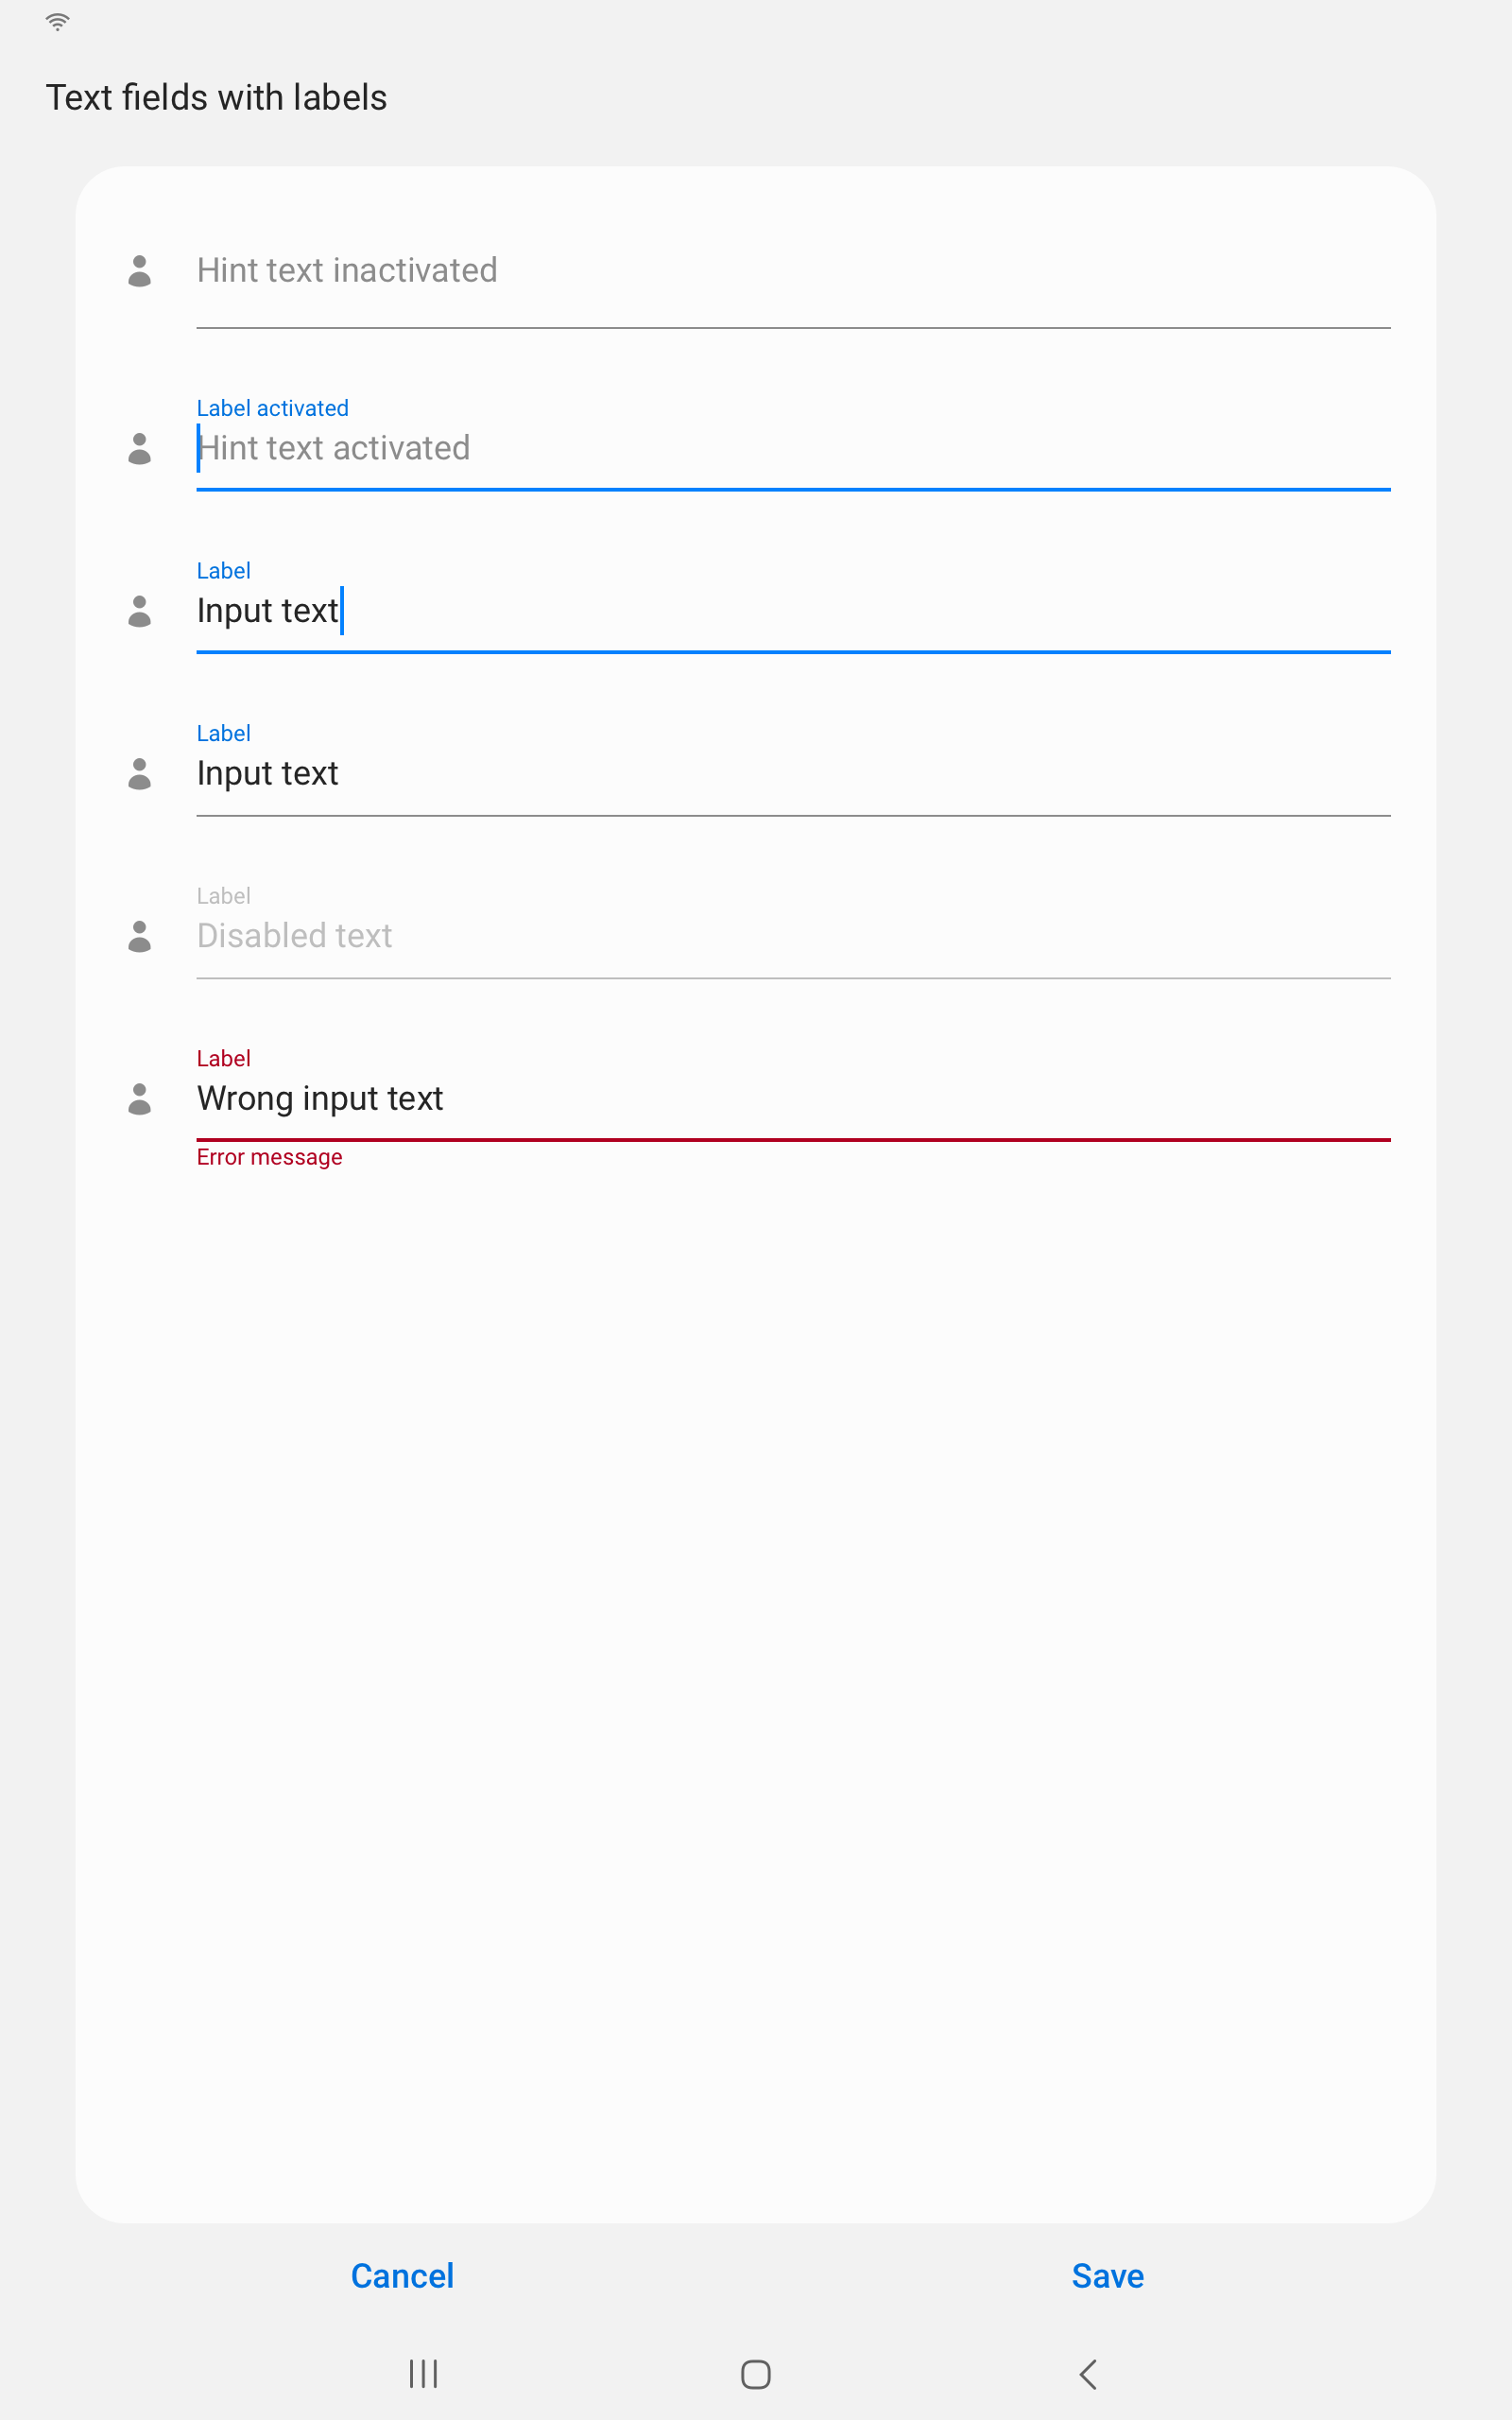 Text fields with labels
Hint text inactivated
Label activated
Hint text activated
Label
Input text
Label
Input text
Label
Disabled text
Label
Wrong input text
Error message
Cancel
Save